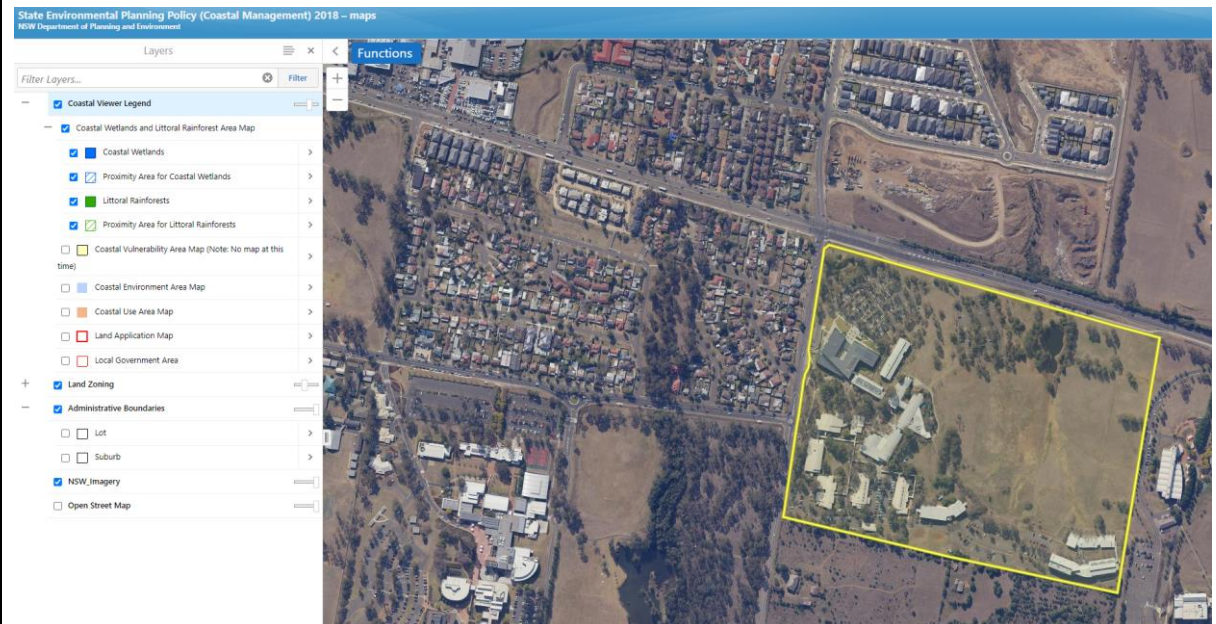 State Environmental Planning Policy (Coastal Management) 2018 – maps
NSW Department of Planning and Environment
Layers
Functions
Filter Layers...
Filter
Coastal Viewer Legend
Coastal Wetlands and Littoral Rainforest Area Map
Coastal Wetlands
Proximity Area for Coastal Wetlands
Littoral Rainforests
Proximity Area for Littoral Rainforests
Coastal Vulnerability Area Map (Note: No map at this
time)
Coastal Environment Area Map
Coastal Use Area Map
Land Application Map
Local Government Area
Land Zoning
Administrative Boundaries
Lot
Suburb
NSW_Imagery
Open Street Map